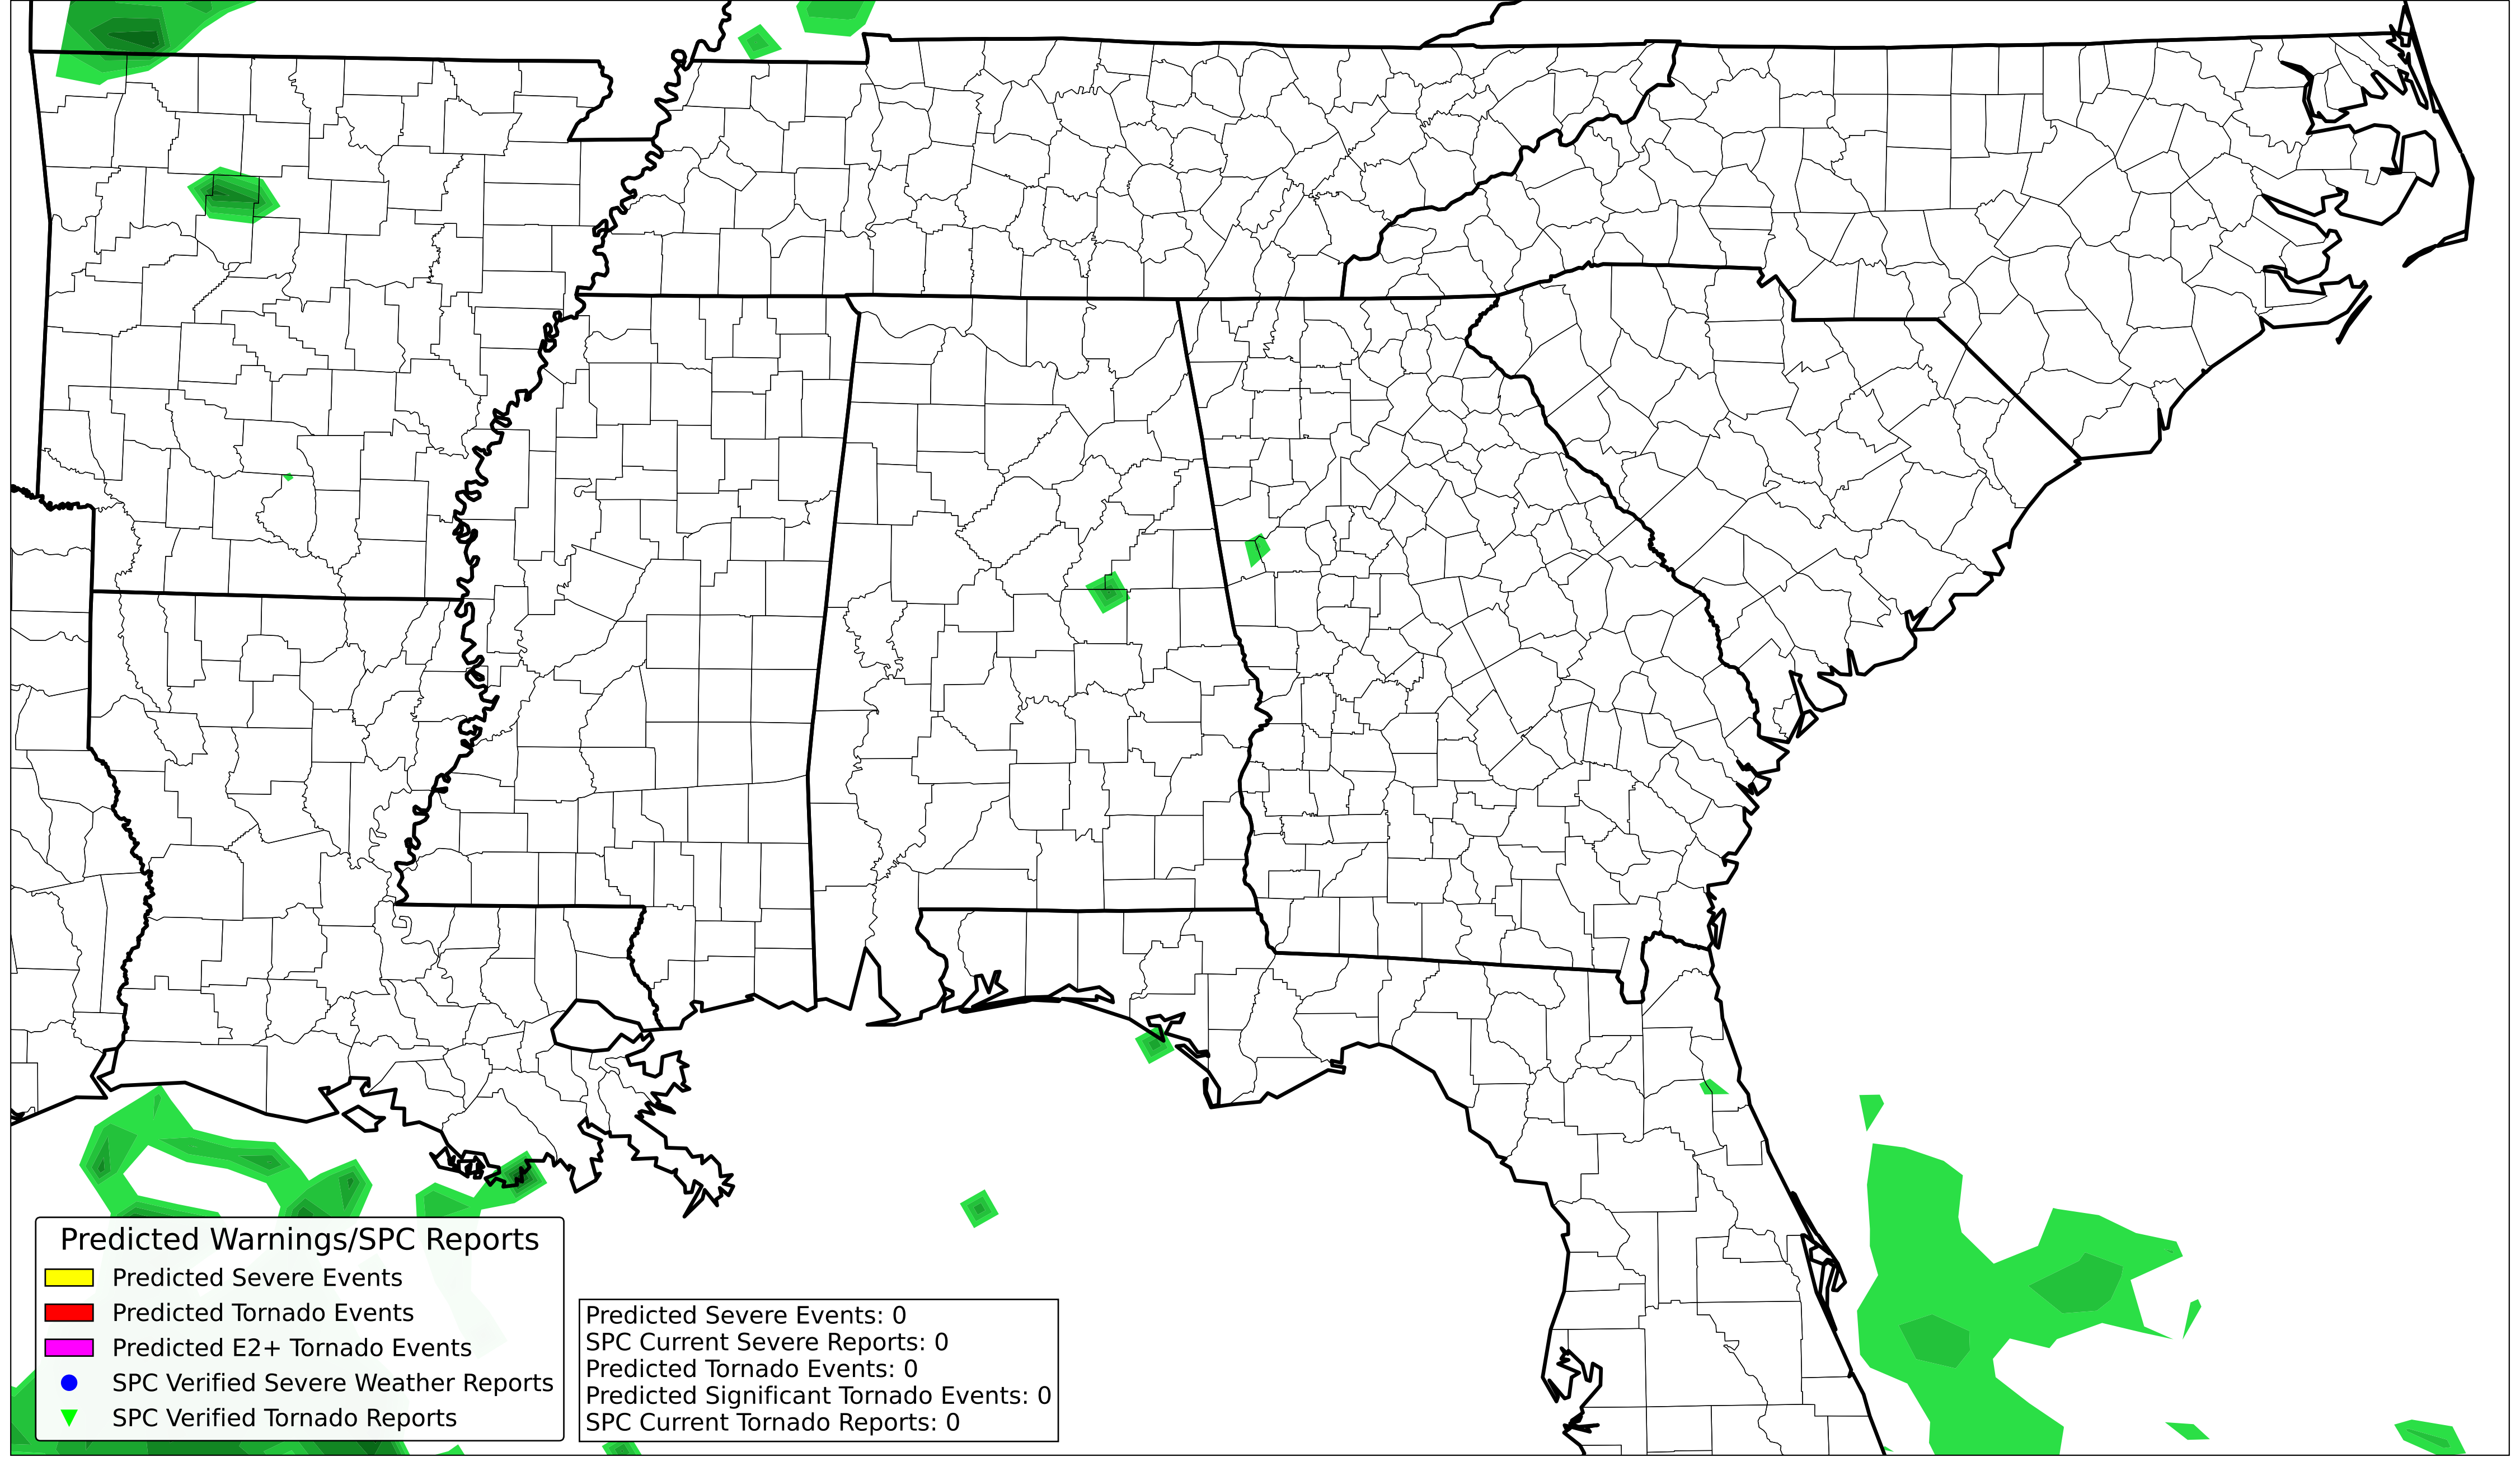 Predicted Warnings/SPC Reports
Predicted Severe Events
Predicted Tornado Events
Predicted E2+ Tornado Events
SPC Verified Severe Weather Reports
SPC Verified Tornado Reports
Predicted Severe Events: 0
SPC Current Severe Reports: 0
Predicted Tornado Events: 0
Predicted Significant Tornado Events: 0
SPC Current Tornado Reports: 0